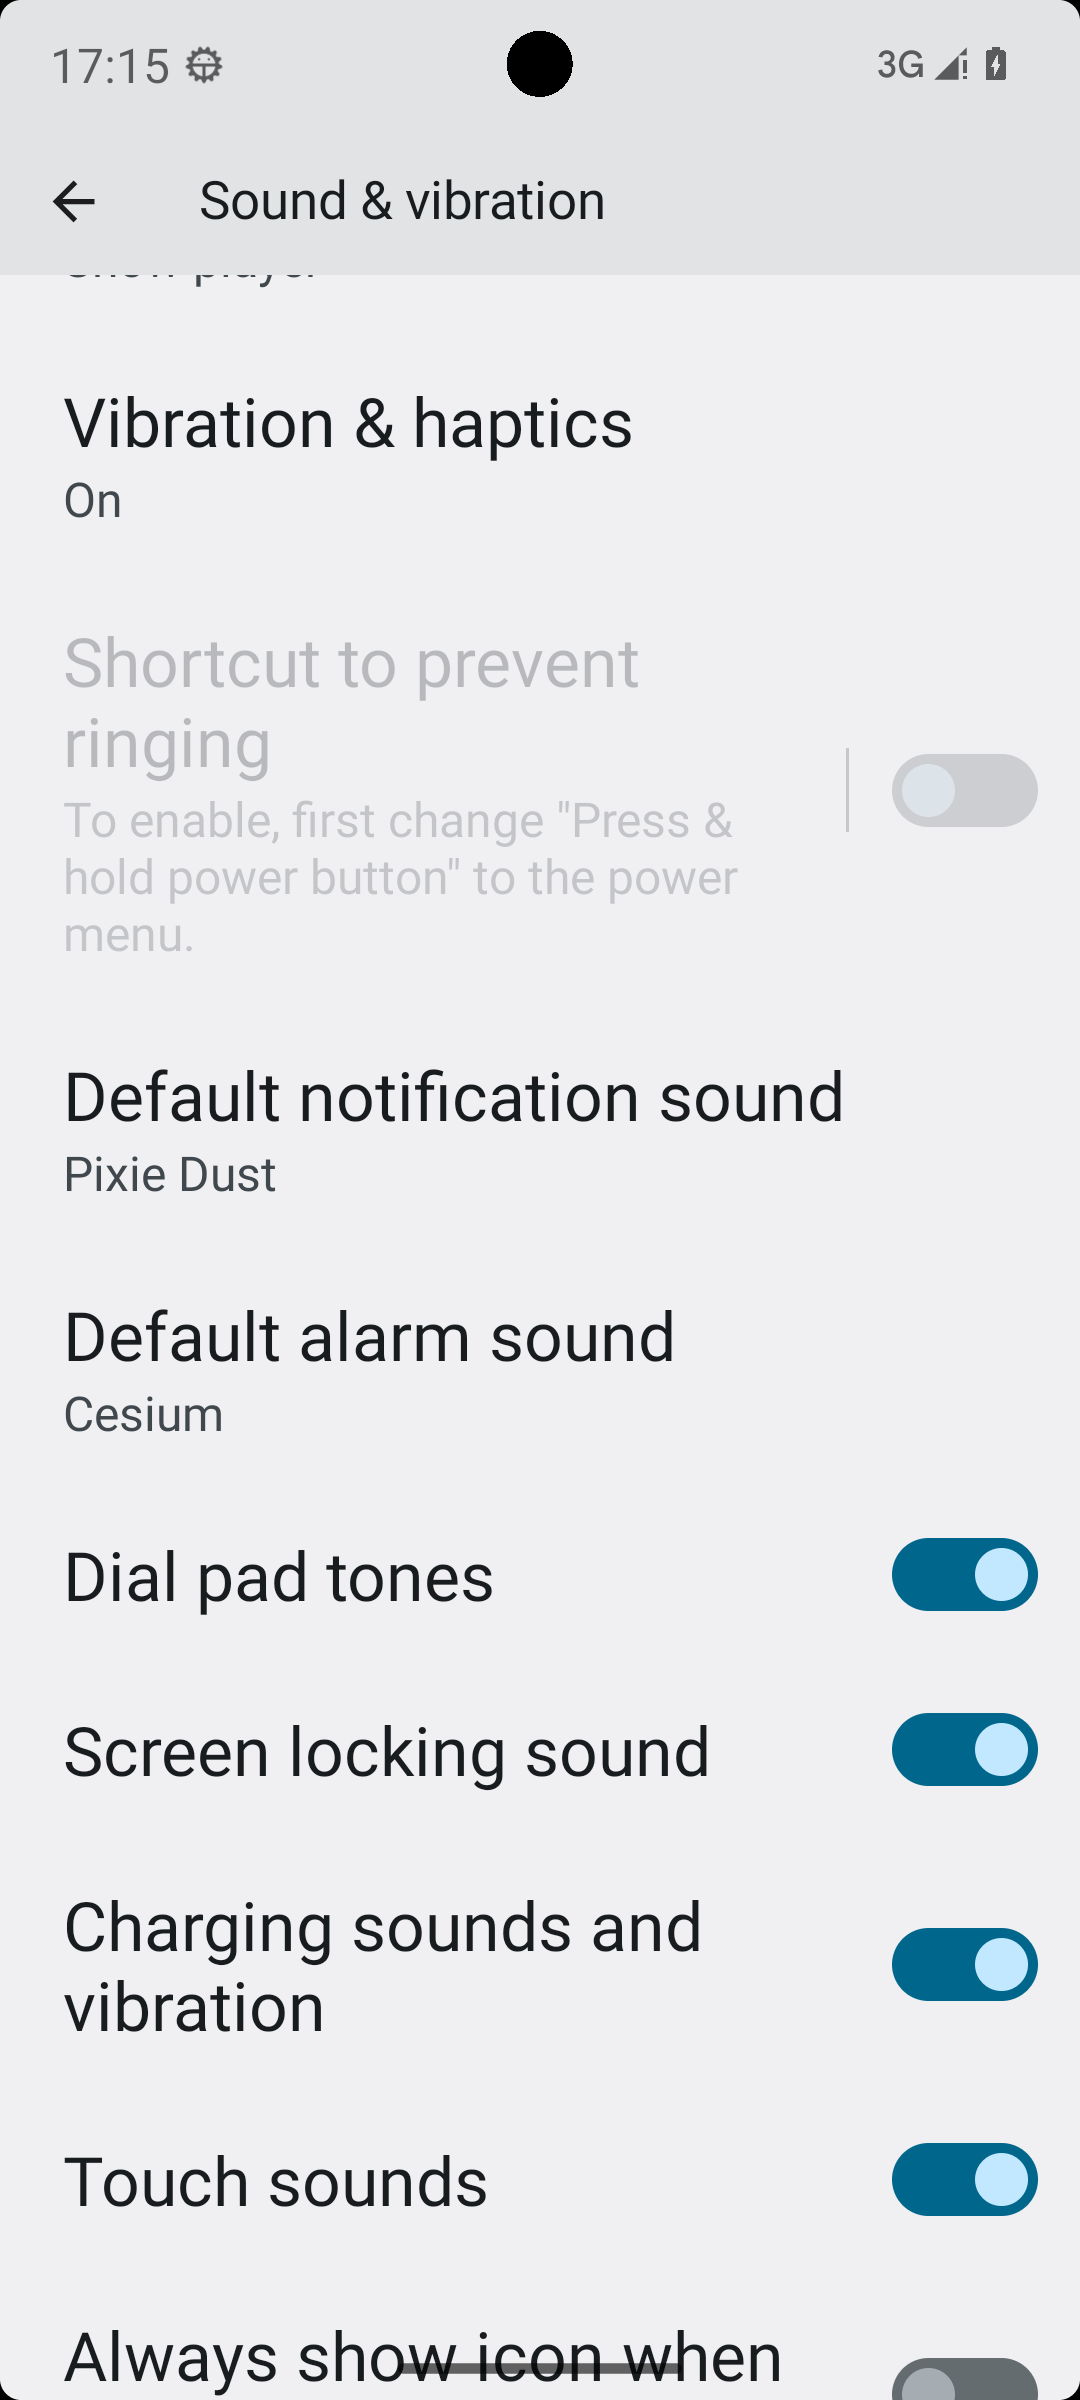 17:15
3G
Sound & vibration
Vibration & haptics
On
Shortcut to prevent
ringing
To enable, first change "Press &
hold power button" to the power
menu.
Default notification sound
Pixie Dust
Default alarm sound
Cesium
Dial pad tones
Screen locking sound
Charging sounds and
vibration
Touch sounds
Always show icon when